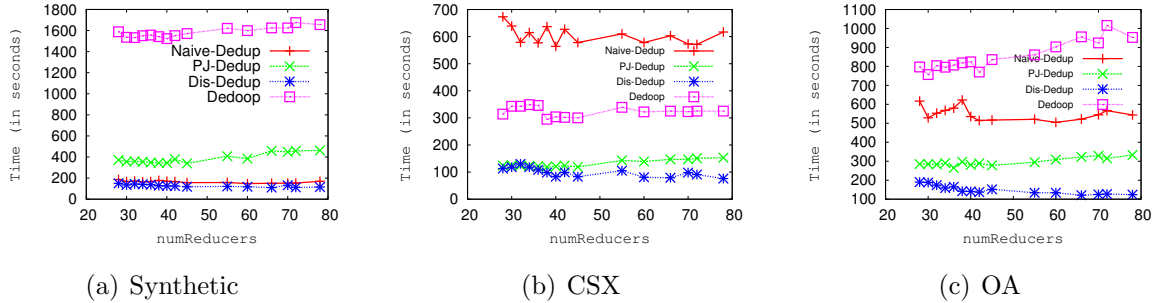 1800
1600
1400
1200
1000
800
600
400
200
0
20 30 40 50 60 70 80
Time (in seconds)
numReducers
Naive-Dedup
PJ-Dedup
Dis-Dedup
Dedoop
(a) Synthetic
700
600
500
400
300
200
100
0
20 30 40 50 60 70 80
Time (in seconds)
numReducers
Naive-Dedup
PJ-Dedup
Dis-Dedup
Dedoop
(b) CSX
1100
1000
900
800
700
600
500
400
300
200
100
20 30 40 50 60 70 80
Time (in seconds)
numReducers
Naive-Dedup
PJ-Dedup
Dis-Dedup
Dedoop
(c) OA